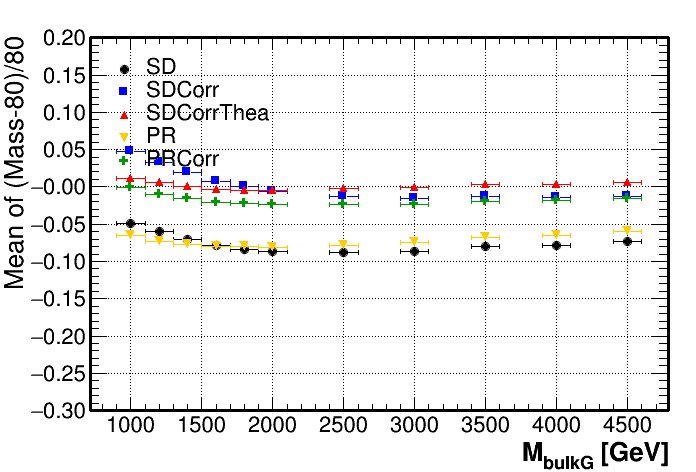 Mean of (Mass-80)/80
0.20
0.15
0.10
0.05
−0.00
−0.05
−0.10
−0.15
−0.20
−0.25
−0.30
SD
SDCorr
SDCorrThea
PR
PRCorr
1000 1500 2000 2500 3000 3500 4000 4500
M_bulkG [GeV]